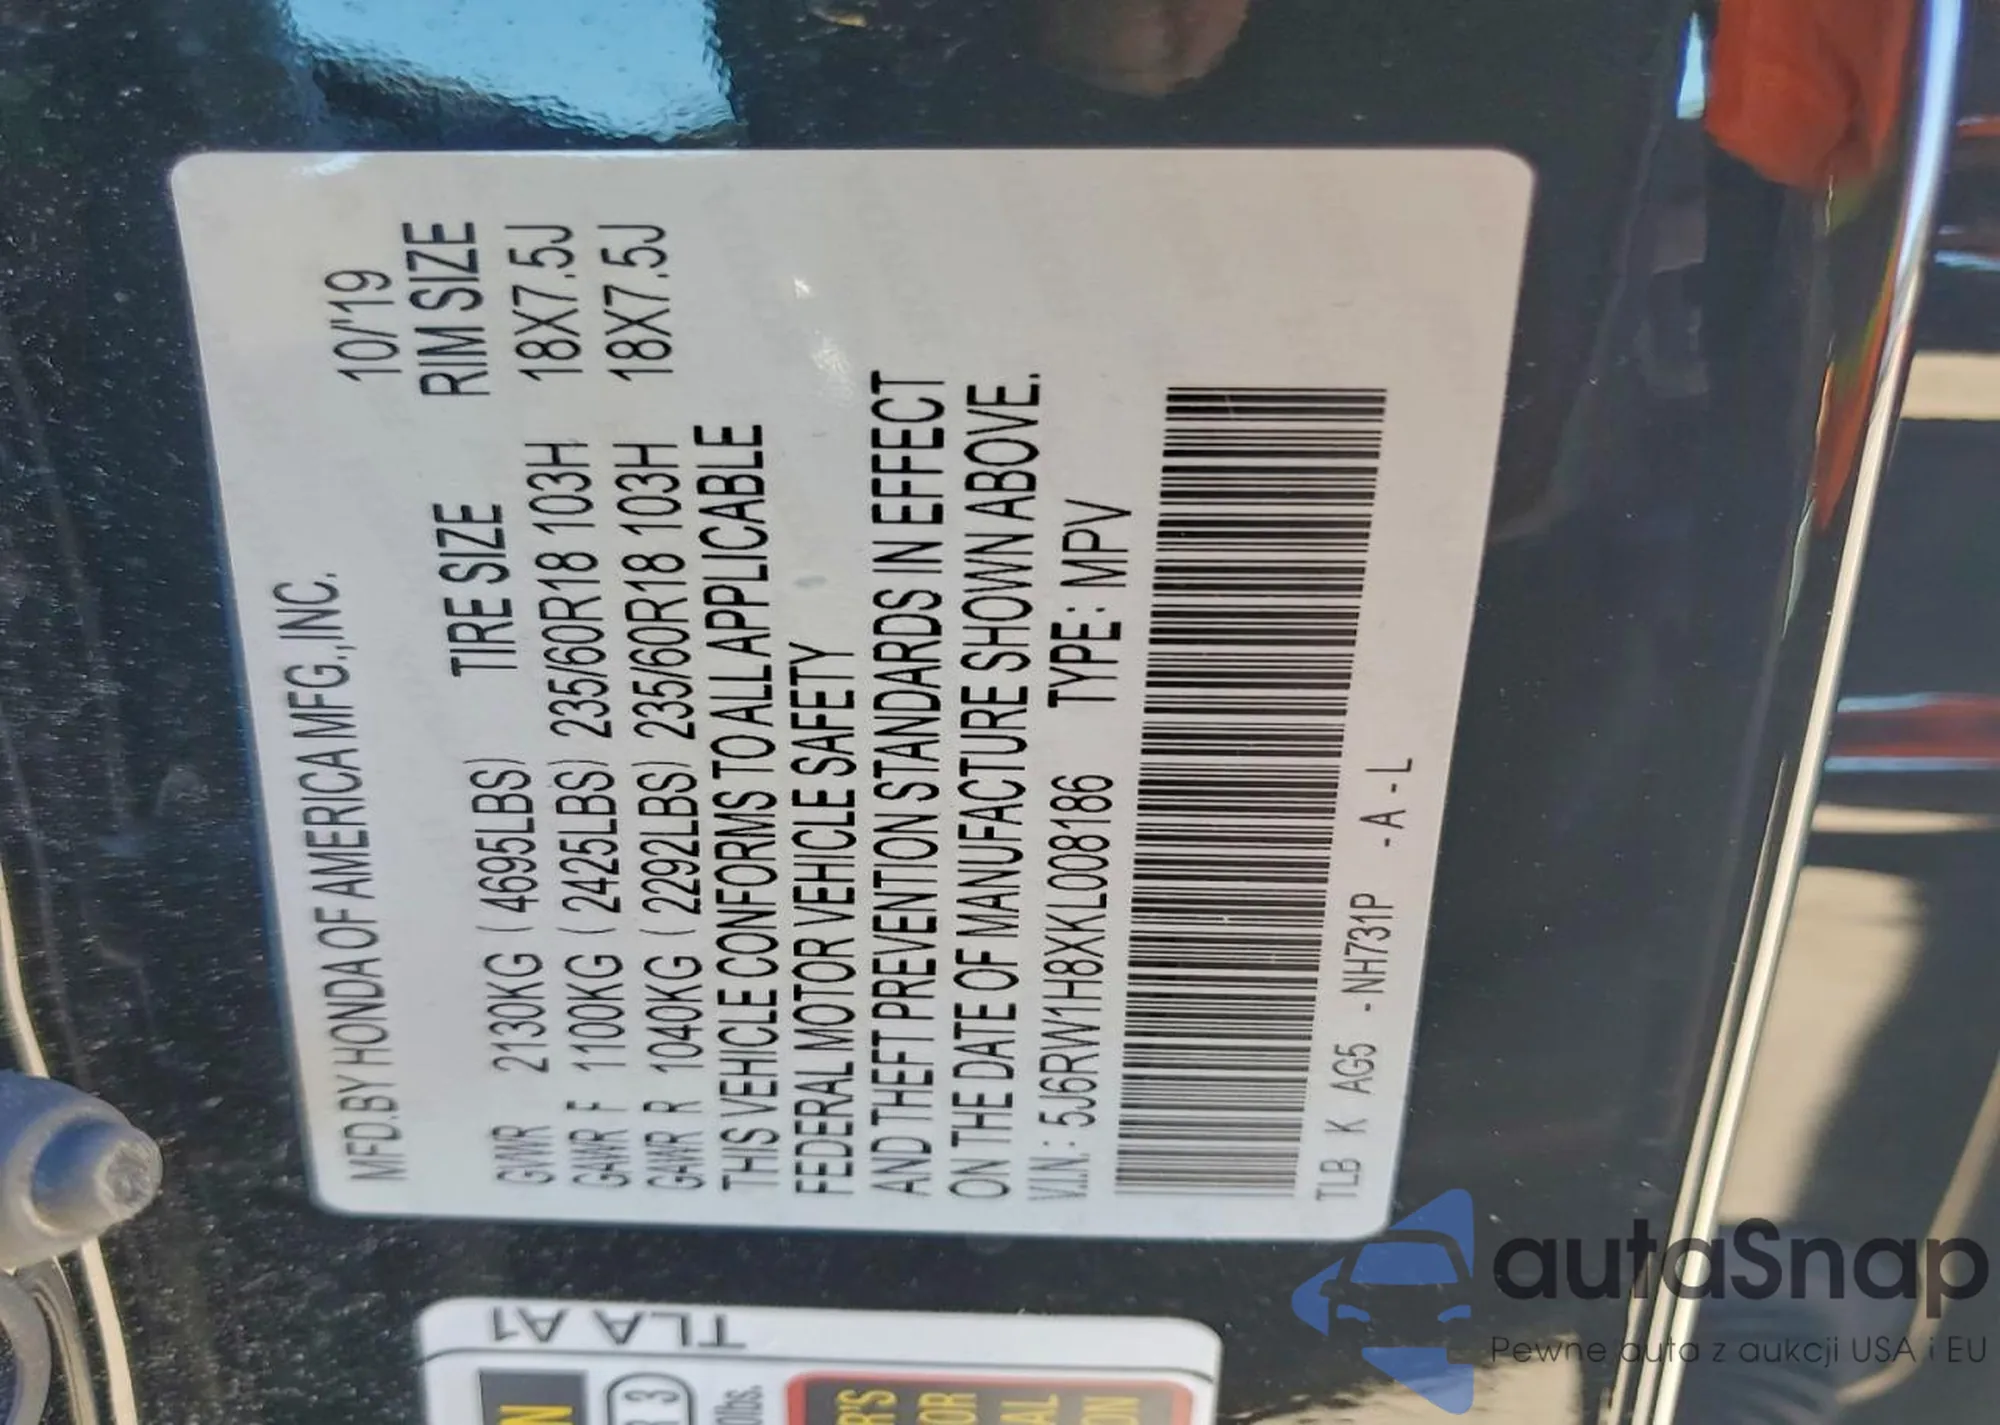 MFD.BY HONDA OF AMERICA MFG.,INC. 10/'19
TIRE SIZE RIM SIZE
GVWR 2130KG ( 4695LBS)
GAWR F 1100KG ( 2425LBS) 235/60R18 103H 18X7.5J
GAWR R 1040KG ( 2292LBS) 235/60R18 103H 18X7.5J
THIS VEHICLE CONFORMS TO ALL APPLICABLE
FEDERAL MOTOR VEHICLE SAFETY
AND THEFT PREVENTION STANDARDS IN EFFECT
ON THE DATE OF MANUFACTURE SHOWN ABOVE.
V.I.N.: 5J6RW1H8XKL008186 TYPE: MPV
TLB K AG5 -NH731P -A -L
TLA A1
autaSnap
Pewne auta z aukcji USA i EU